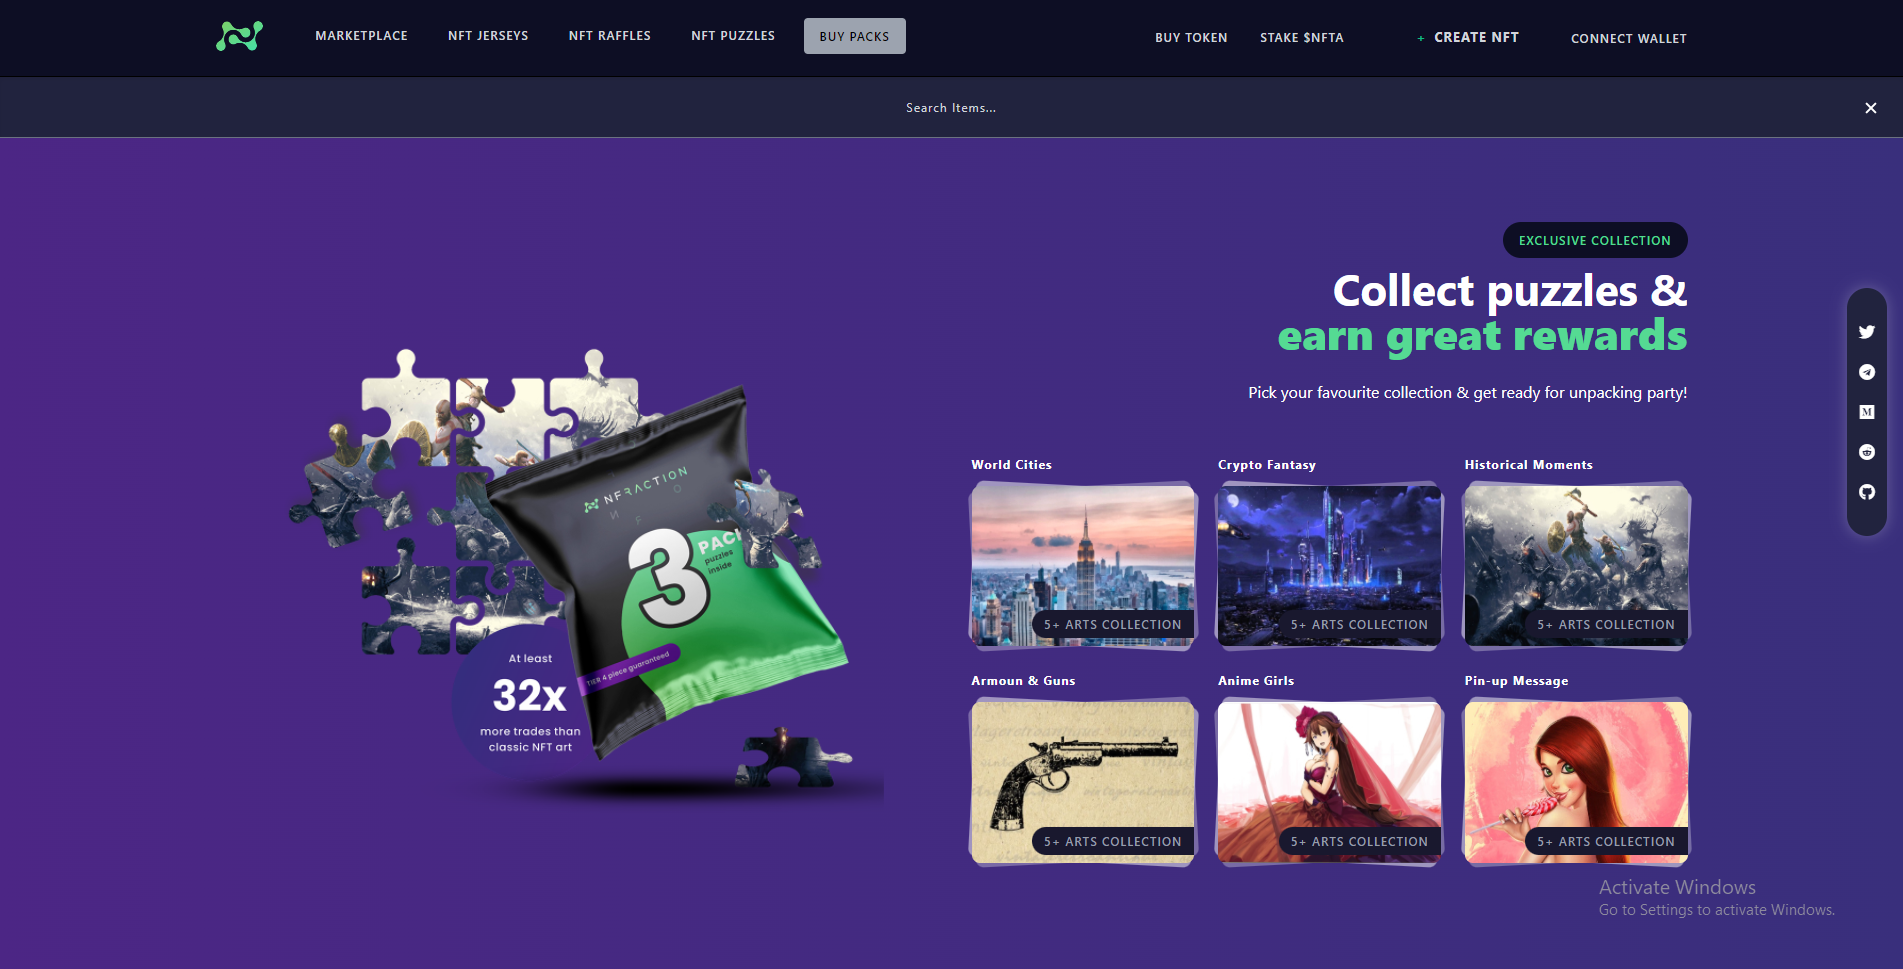 MARKETPLACE
NFT JERSEYS
NFT RAFFLES
NFT PUZZLES
BUY PACKS
BUY TOKEN
STAKE $NFTA
+ CREATE NFT
CONNECT WALLET
Search Items...
EXCLUSIVE COLLECTION
Collect puzzles &
earn great rewards
Pick your favourite collection & get ready for unpacking party!
NFRACTION
3
PACK
puzzles
inside
TIER 4 piece guaranteed
At least
32x
more trades than
classic NFT art
World Cities
5+ ARTS COLLECTION
Crypto Fantasy
5+ ARTS COLLECTION
Historical Moments
5+ ARTS COLLECTION
Armoun & Guns
5+ ARTS COLLECTION
Anime Girls
5+ ARTS COLLECTION
Pin-up Message
5+ ARTS COLLECTION
Activate Windows
Go to Settings to activate Windows.